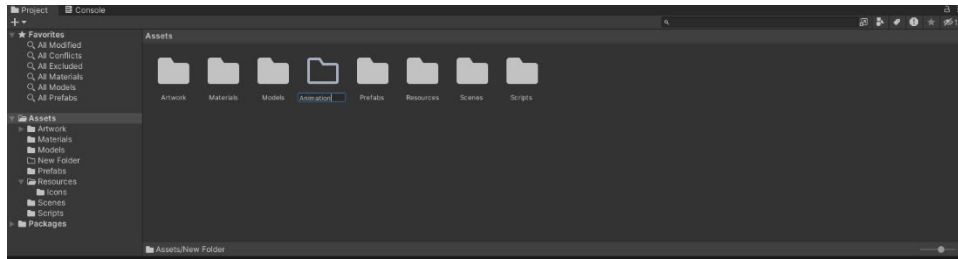 Project Console
Favorites
All Modified
All Conflicts
All Excluded
All Materials
All Models
All Prefabs
Assets
Artwork
Materials
Models
New Folder
Prefabs
Resources
Icons
Scenes
Scripts
Packages
Assets
Artwork Materials Models Animation Prefabs Resources Scenes Scripts
Assets/New Folder